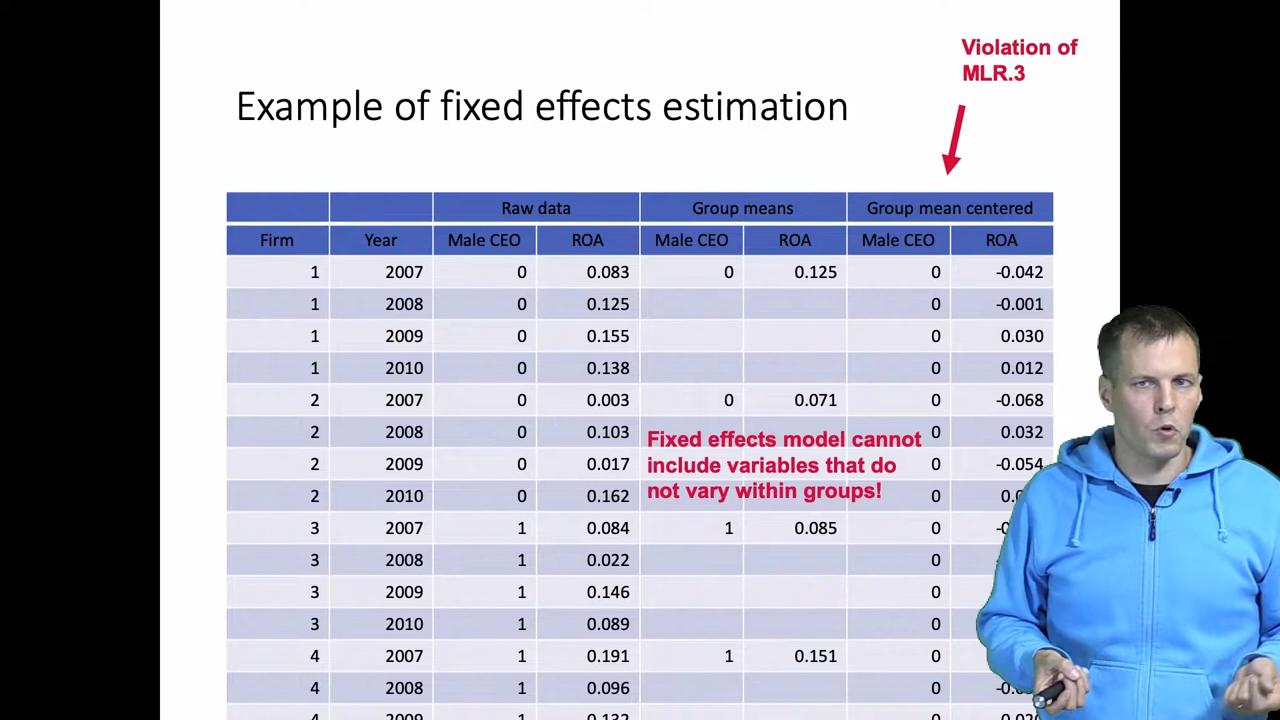 Violation of
MLR.3
Example of fixed effects estimation
Raw data Group means Group mean centered
Firm Year Male CEO ROA Male CEO ROA Male CEO ROA
1 2007 0 0.083 0 0.125 0 -0.042
1 2008 0 0.125 0 -0.001
1 2009 0 0.155 0 0.030
1 2010 0 0.138 0 0.012
2 2007 0 0.003 0 0.071 0 -0.068
2 2008 0 0.103 0 0.032
Fixed effects model cannot
include variables that do
not vary within groups!
2 2009 0 0.017 0 -0.054
2 2010 0 0.162 0
3 2007 1 0.084 1 0.085 0
3 2008 1 0.022 0
3 2009 1 0.146 0
3 2010 1 0.089 0
4 2007 1 0.191 1 0.151 0
4 2008 1 0.096 0
4 2009 1 0.132 0